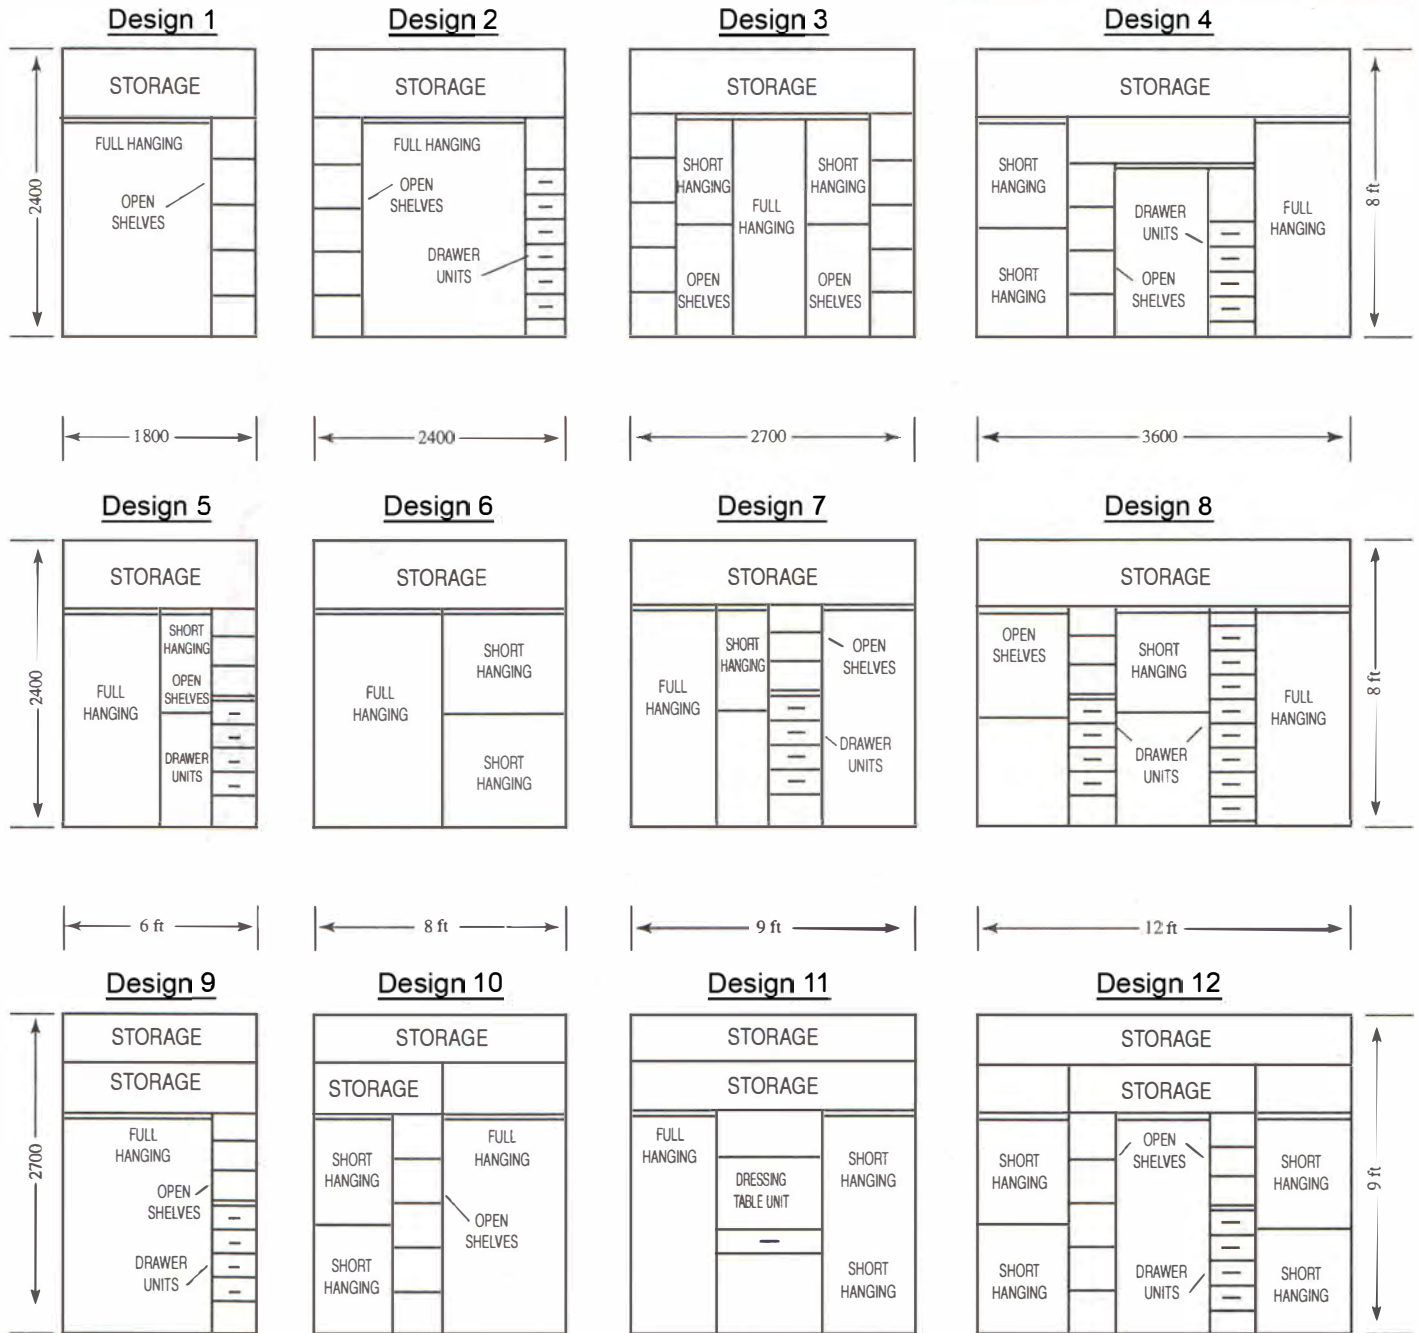 Design 1
STORAGE
FULL HANGING
OPEN
SHELVES
2400
Design 2
STORAGE
FULL HANGING
OPEN
SHELVES
DRAWER
UNITS
Design 3
STORAGE
SHORT
HANGING
FULL
HANGING
SHORT
HANGING
OPEN
SHELVES
OPEN
SHELVES
Design 4
STORAGE
SHORT
HANGING
DRAWER
UNITS
FULL
HANGING
SHORT
HANGING
OPEN
SHELVES
8 ft
1800
2400
2700
3600
Design 5
STORAGE
SHORT
HANGING
OPEN
SHELVES
FULL
HANGING
DRAWER
UNITS
2400
Design 6
STORAGE
SHORT
HANGING
FULL
HANGING
SHORT
HANGING
Design 7
STORAGE
SHORT
HANGING
OPEN
SHELVES
FULL
HANGING
DRAWER
UNITS
Design 8
STORAGE
OPEN
SHELVES
SHORT
HANGING
FULL
HANGING
DRAWER
UNITS
8 ft
6 ft
8 ft
9 ft
12 ft
Design 9
STORAGE
STORAGE
FULL
HANGING
OPEN
SHELVES
DRAWER
UNITS
2700
Design 10
STORAGE
STORAGE
FULL
HANGING
SHORT
HANGING
OPEN
SHELVES
SHORT
HANGING
Design 11
STORAGE
STORAGE
FULL
HANGING
DRESSING
TABLE UNIT
SHORT
HANGING
SHORT
HANGING
Design 12
STORAGE
STORAGE
OPEN
SHELVES
SHORT
HANGING
SHORT
HANGING
SHORT
HANGING
DRAWER
UNITS
SHORT
HANGING
9 ft